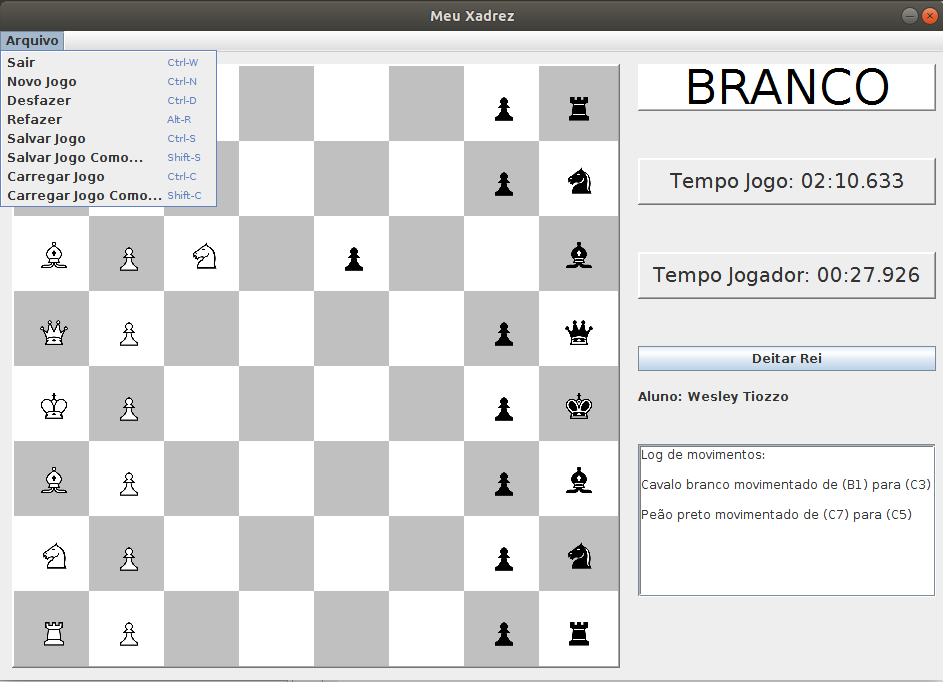 Meu Xadrez
Arquivo
Sair Ctrl-W
Novo Jogo Ctrl-N
Desfazer Ctrl-D
Refazer Alt-R
Salvar Jogo Ctrl-S
Salvar Jogo Como... Shift-S
Carregar Jogo Ctrl-C
Carregar Jogo Como... Shift-C
BRANCO
Tempo Jogo: 02:10.633
Tempo Jogador: 00:27.926
Deitar Rei
Aluno: Wesley Tiozzo
Log de movimentos:
Cavalo branco movimentado de (B1) para (C3)
Peão preto movimentado de (C7) para (C5)